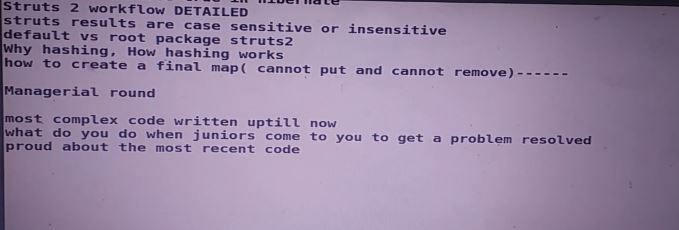 in hibernate
Struts 2 workflow DETAILED
struts results are case sensitive or insensitive
default vs root package struts2
Why hashing, How hashing works
how to create a final map( cannot put and cannot remove)------
Managerial round
most complex code written uptill now
what do you do when juniors come to you to get a problem resolved
proud about the most recent code